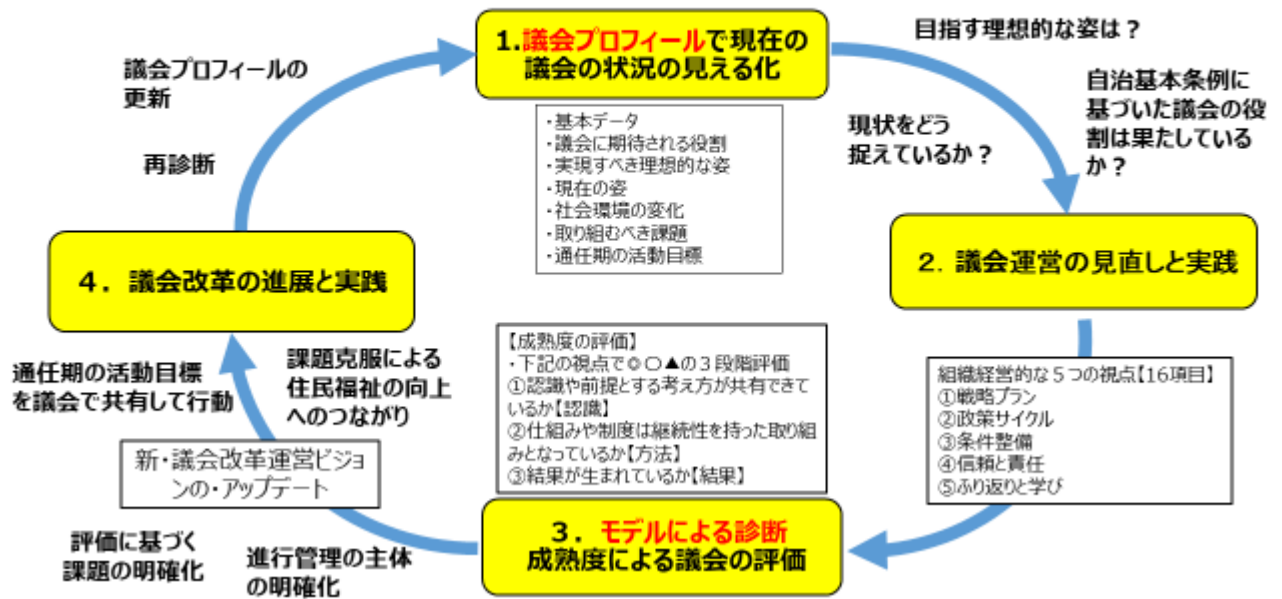 1.議会プロフィールで現在の
議会の状況の見える化
目指す理想的な姿は？
自治基本条例に
基づいた議会の役
割は果たしている
か？
現状をどう
捉えているか？
・基本データ
・議会に期待される役割
・実現すべき理想的な姿
・現在の姿
・社会環境の変化
・取り組むべき課題
・通任期の活動目標
2．議会運営の見直しと実践
組織経営的な５つの視点【16項目】
①戦略プラン
②政策サイクル
③条件整備
④信頼と責任
⑤ふり返りと学び
【成熟度の評価】
・下記の視点で◎〇▲の３段階評価
①認識や前提とする考え方が共有できて
いるか【認識】
②仕組みや制度は継続性を持った取り組
みとなっているか【方法】
③結果が生まれているか【結果】
３．モデルによる診断
成熟度による議会の評価
進行管理の主体
の明確化
評価に基づく
課題の明確化
新・議会改革運営ビジョ
ンの・アップデート
課題克服による
住民福祉の向上
へのつながり
通任期の活動目標
を議会で共有して行動
４．議会改革の進展と実践
再診断
議会プロフィールの
更新